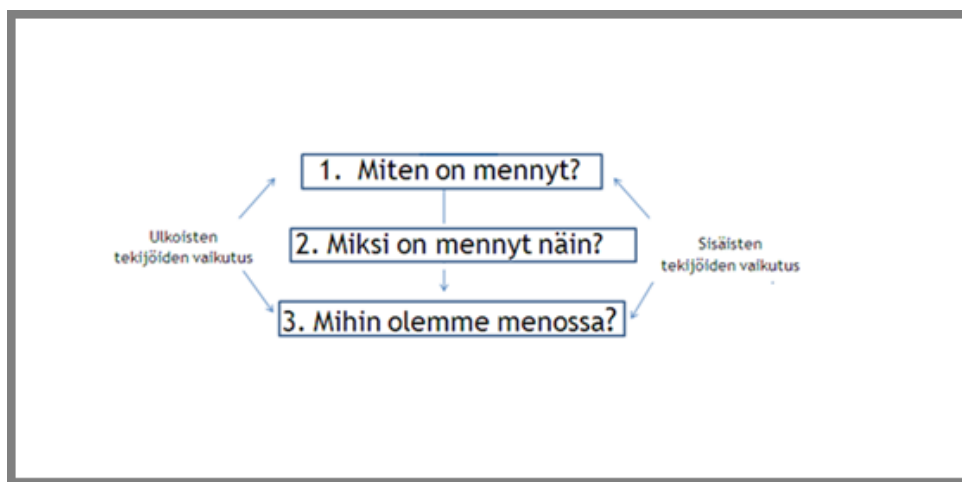 1. Miten on mennyt?
Ulkoisten
tekijöiden vaikutus
2. Miksi on mennyt näin?
Sisäisten
tekijöiden vaikutus
3. Mihin olemme menossa?